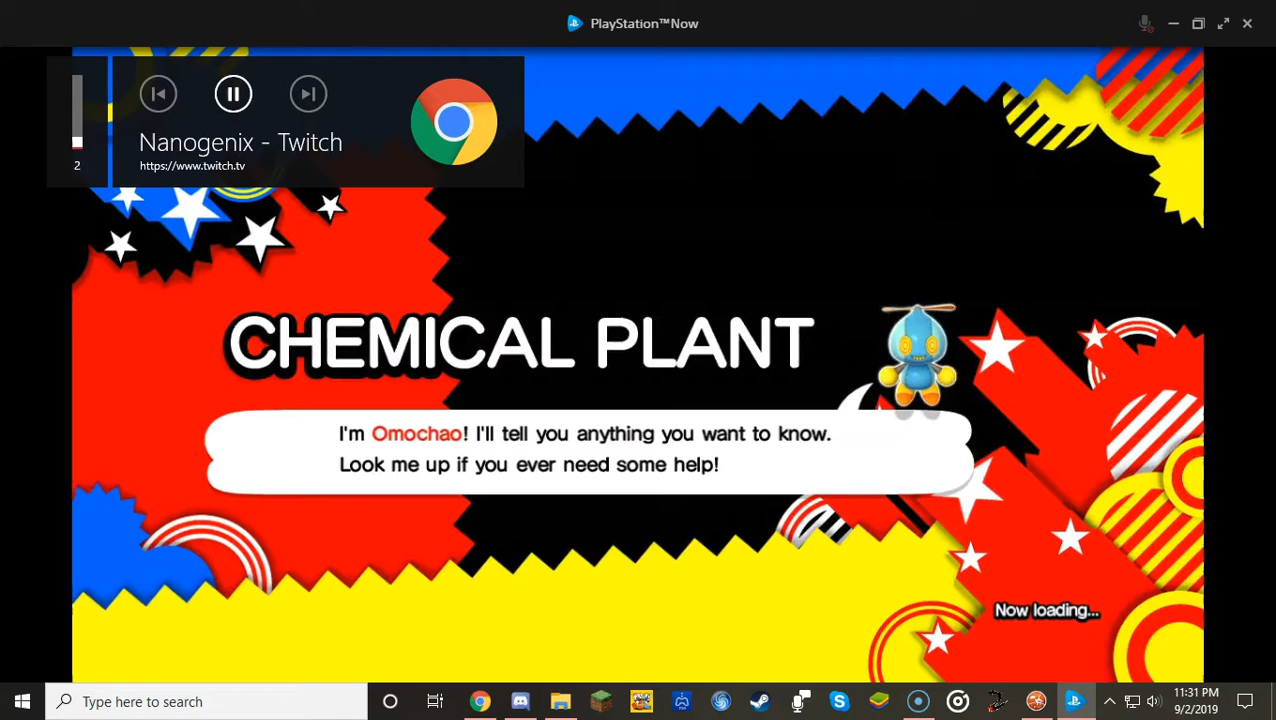 PlayStation™Now
Nanogenix - Twitch
https://www.twitch.tv
2
CHEMICAL PLANT
I'm Omochao! I'll tell you anything you want to know.
Look me up if you ever need some help!
Now loading...
Type here to search
11:31 PM
9/2/2019